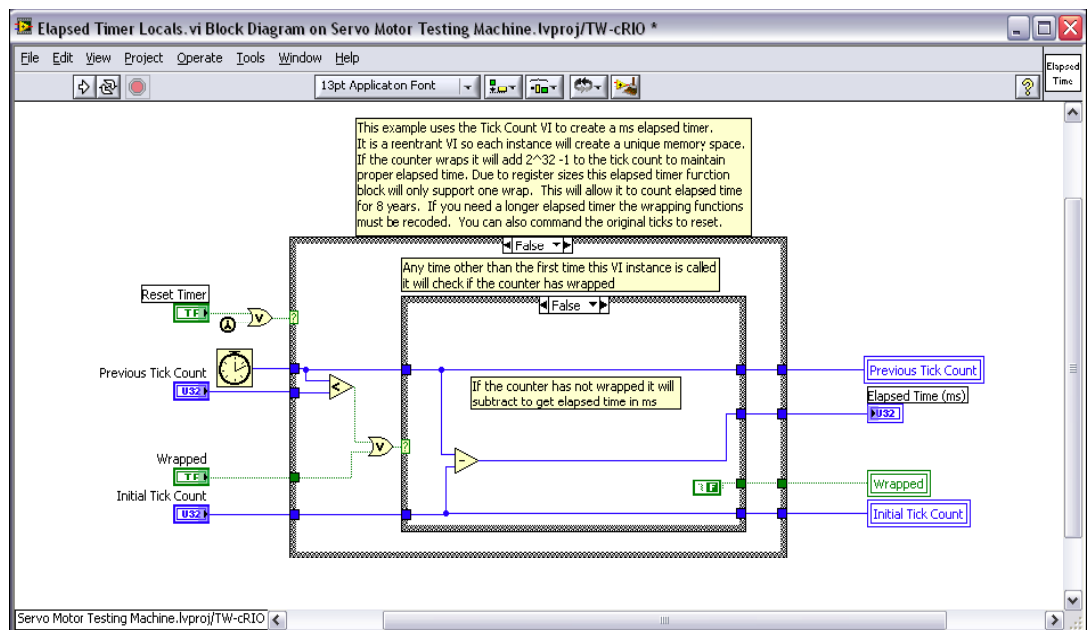 Elapsed Timer Locals.vi Block Diagram on Servo Motor Testing Machine.lvproj/TW-cRIO *
File Edit View Project Operate Tools Window Help
13pt Applicaton Font
Elapsed
Time
This example uses the Tick Count VI to create a ms elapsed timer.
It is a reentrant VI so each instance will create a unique memory space.
If the counter wraps it will add 2^32 -1 to the tick count to maintain
proper elapsed time. Due to register sizes this elapsed timer function
block will only support one wrap. This will allow it to count elapsed time
for 8 years. If you need a longer elapsed timer the wrapping functions
must be recoded. You can also command the original ticks to reset.
False
Any time other than the first time this VI instance is called
it will check if the counter has wrapped
False
Reset Timer
TF
Previous Tick Count
U32
If the counter has not wrapped it will
subtract to get elapsed time in ms
Previous Tick Count
Elapsed Time (ms)
U32
Wrapped
TF
F
Wrapped
Initial Tick Count
U32
Initial Tick Count
Servo Motor Testing Machine.lvproj/TW-cRIO